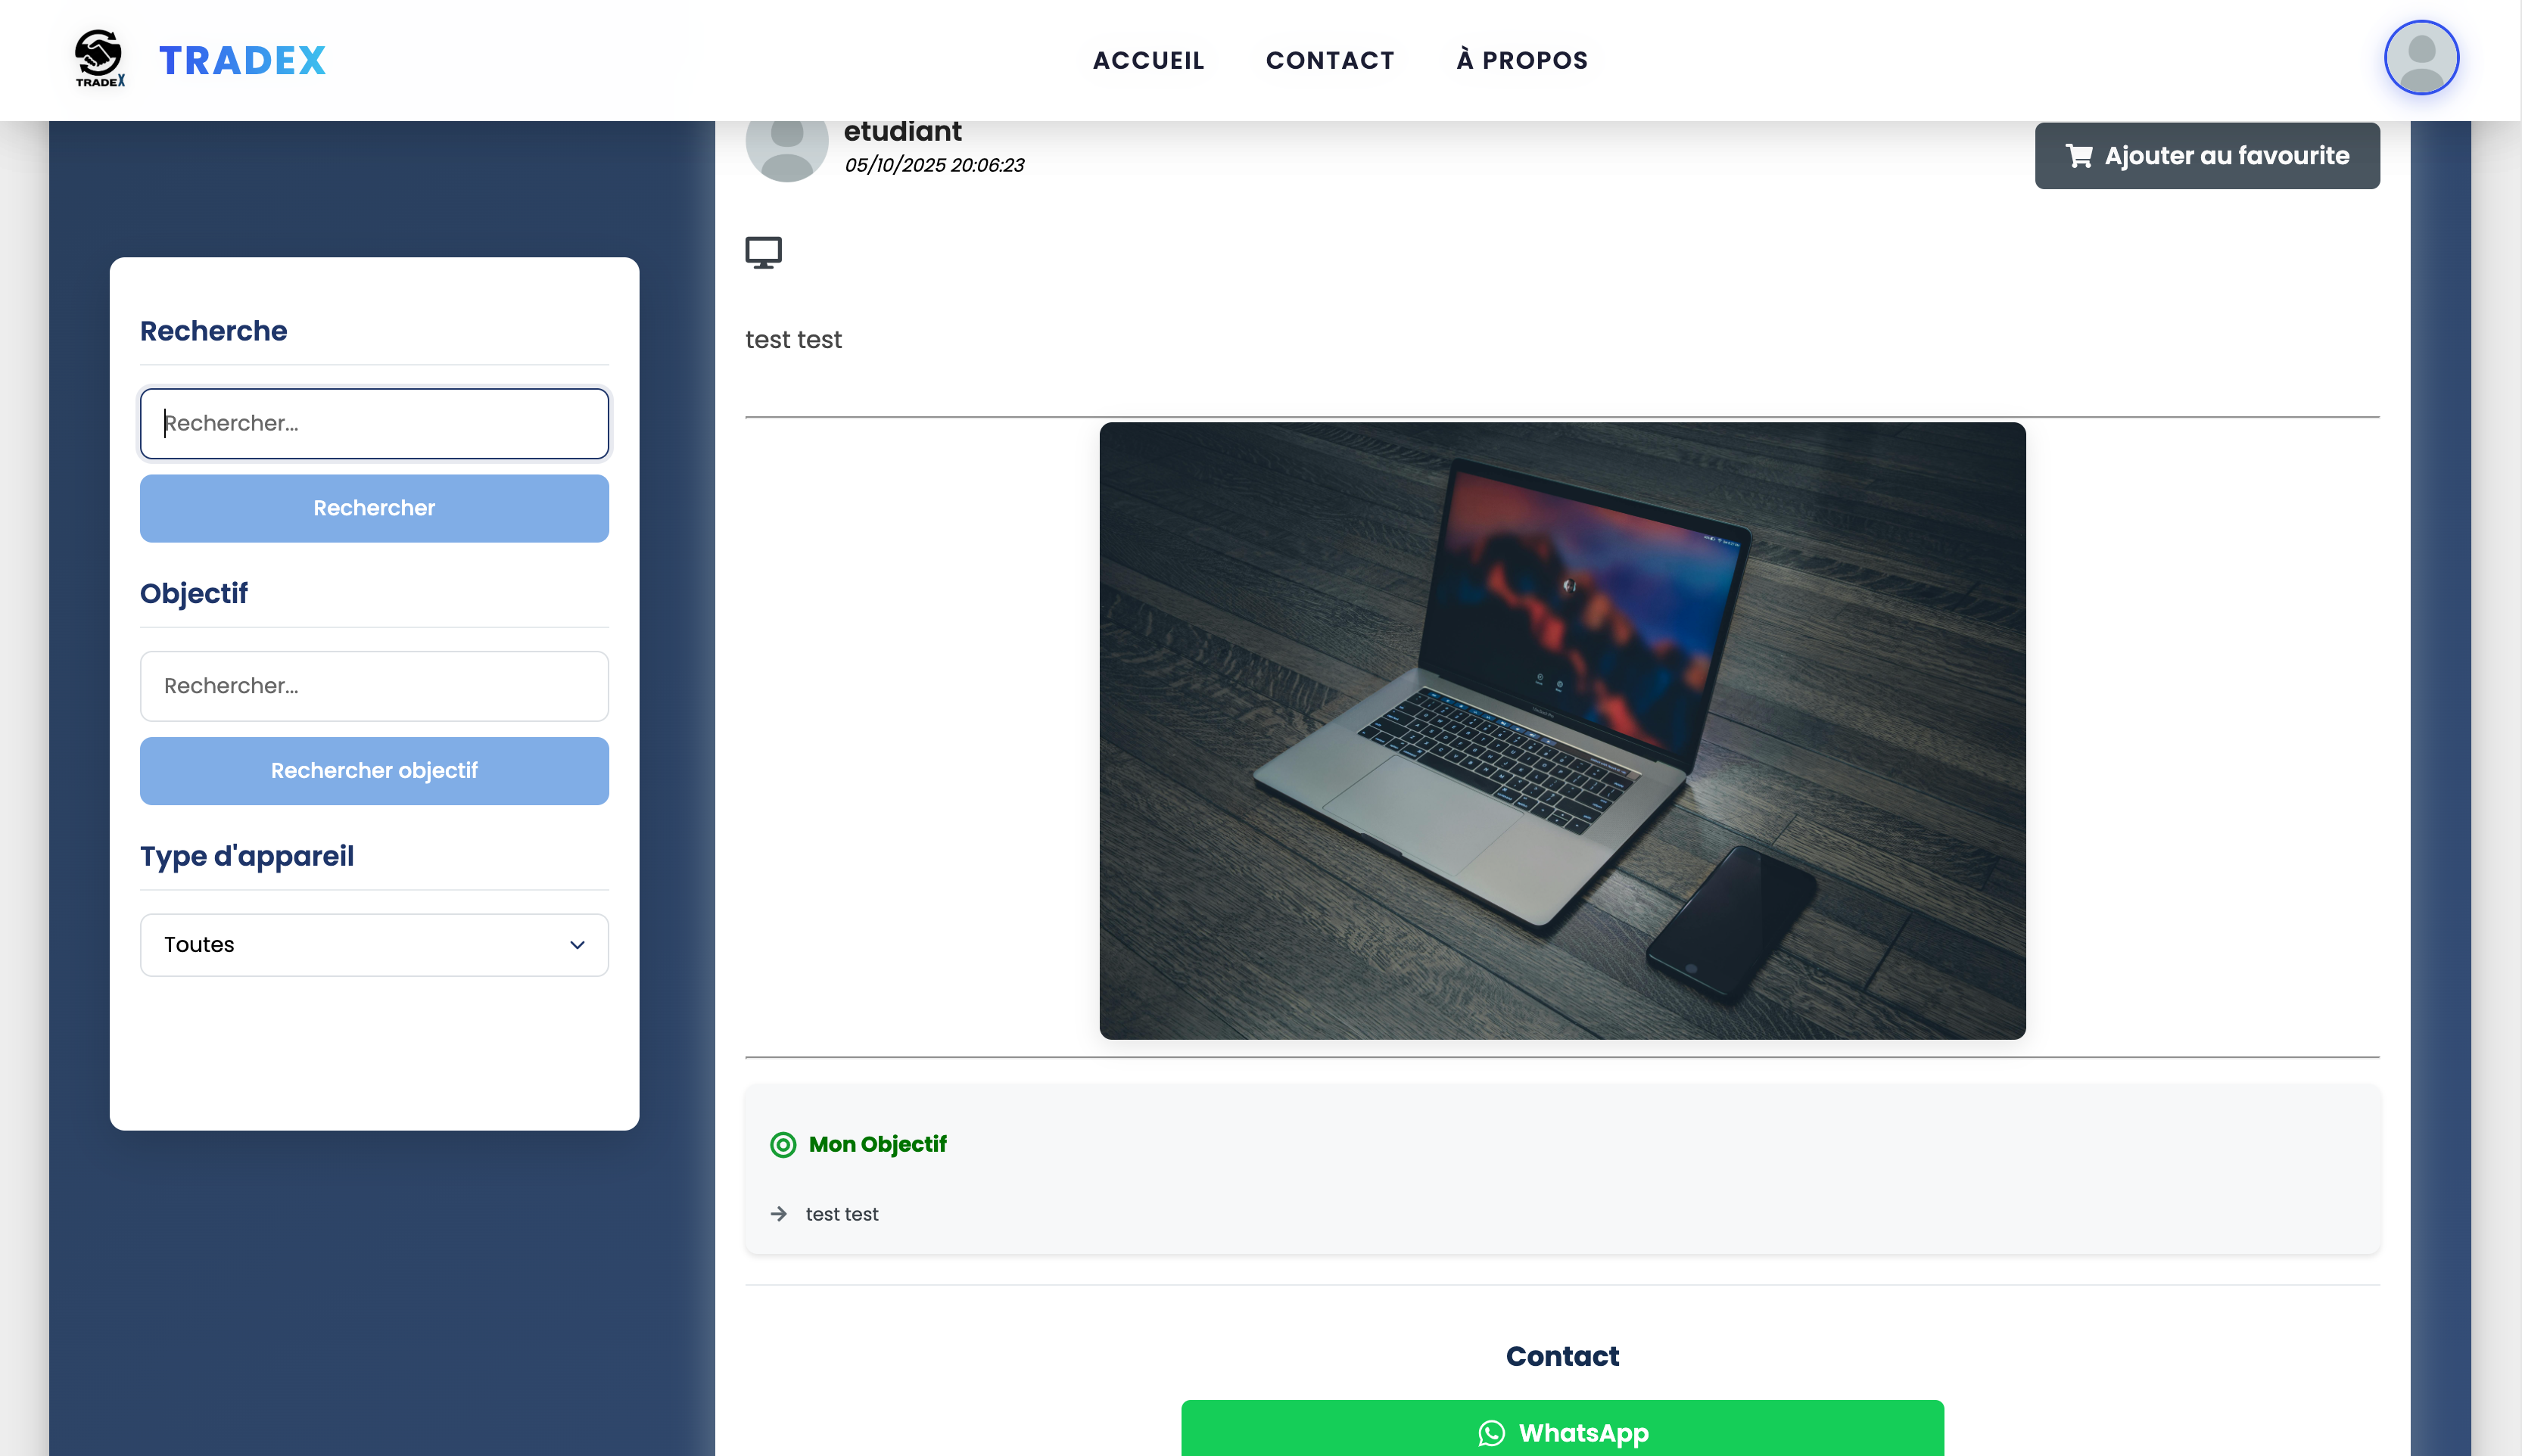 TRADEX
TRADEX
ACCUEIL
CONTACT
À PROPOS
etudiant
05/10/2025 20:06:23
Ajouter au favourite
Recherche
Rechercher...
Rechercher
Objectif
Rechercher...
Rechercher objectif
Type d'appareil
Toutes
test test
Mon Objectif
test test
Contact
WhatsApp